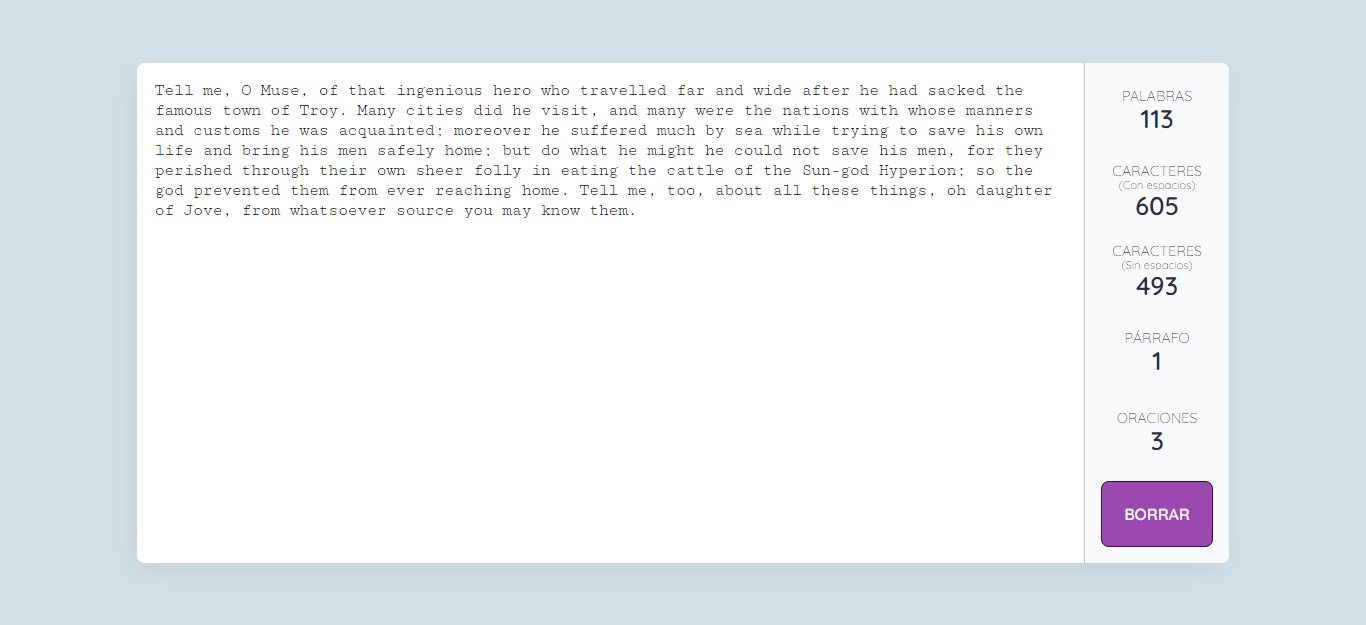 Tell me, O Muse, of that ingenious hero who travelled far and wide after he had sacked the
famous town of Troy. Many cities did he visit, and many were the nations with whose manners
and customs he was acquainted; moreover he suffered much by sea while trying to save his own
life and bring his men safely home; but do what he might he could not save his men, for they
perished through their own sheer folly in eating the cattle of the Sun-god Hyperion; so the
god prevented them from ever reaching home. Tell me, too, about all these things, oh daughter
of Jove, from whatsoever source you may know them.
PALABRAS
113
CARACTERES
(Con espacios)
605
CARACTERES
(Sin espacios)
493
PÁRRAFO
1
ORACIONES
3
BORRAR